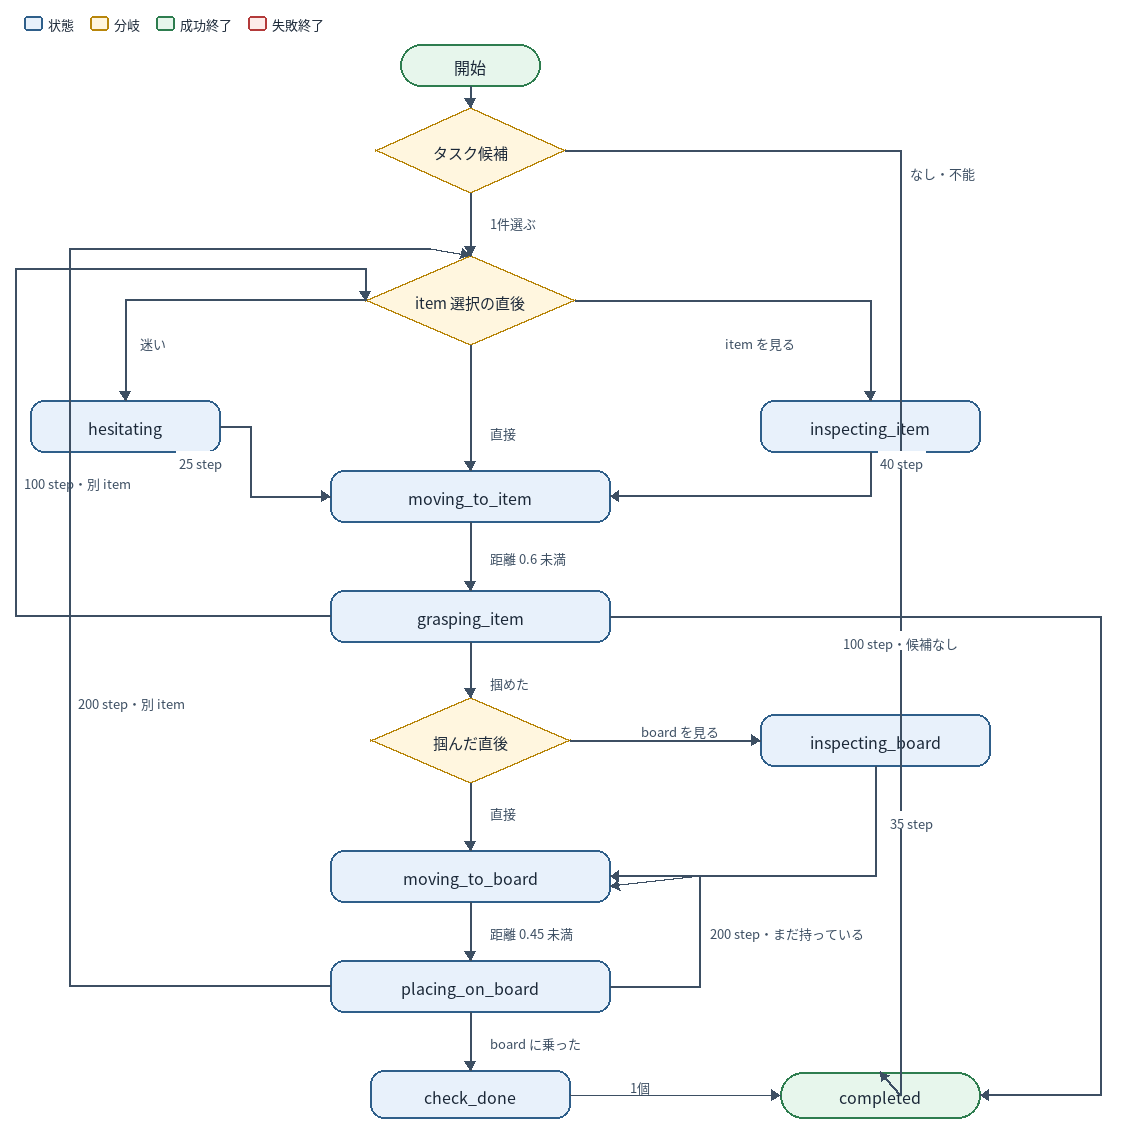 状態
分岐
成功終了
失敗終了
開始
タスク候補
なし・不能
1件選ぶ
item 選択の直後
迷い
item を見る
hesitating
直接
inspecting_item
25 step
40 step
100 step・別 item
moving_to_item
距離 0.6 未満
grasping_item
100 step・候補なし
掴めた
200 step・別 item
掴んだ直後
board を見る
inspecting_board
直接
35 step
moving_to_board
距離 0.45 未満
200 step・まだ持っている
placing_on_board
board に乗った
check_done
1個
completed